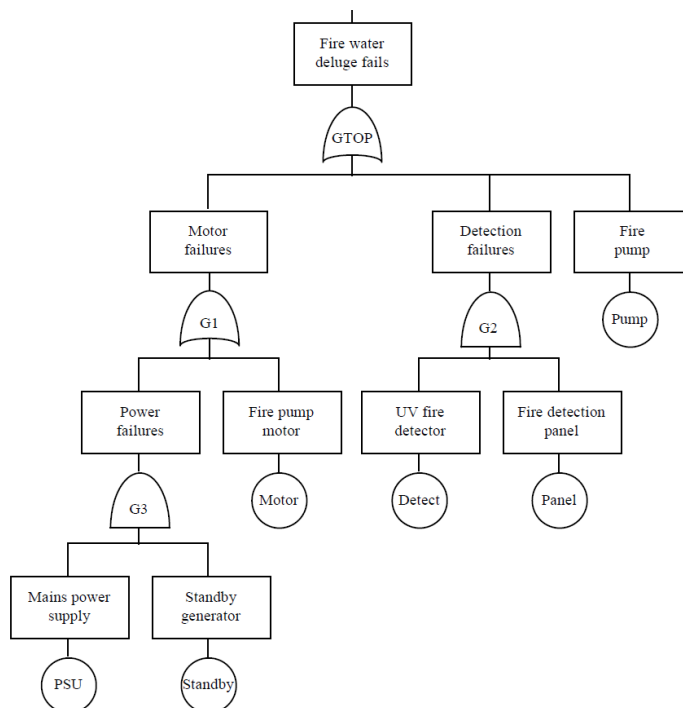 Fire water
deluge fails
GTOP
Motor
failures
Detection
failures
Fire
pump
G1
G2
Pump
Power
failures
Fire pump
motor
UV fire
detector
Fire detection
panel
G3
Motor
Detect
Panel
Mains power
supply
Standby
generator
PSU
Standby